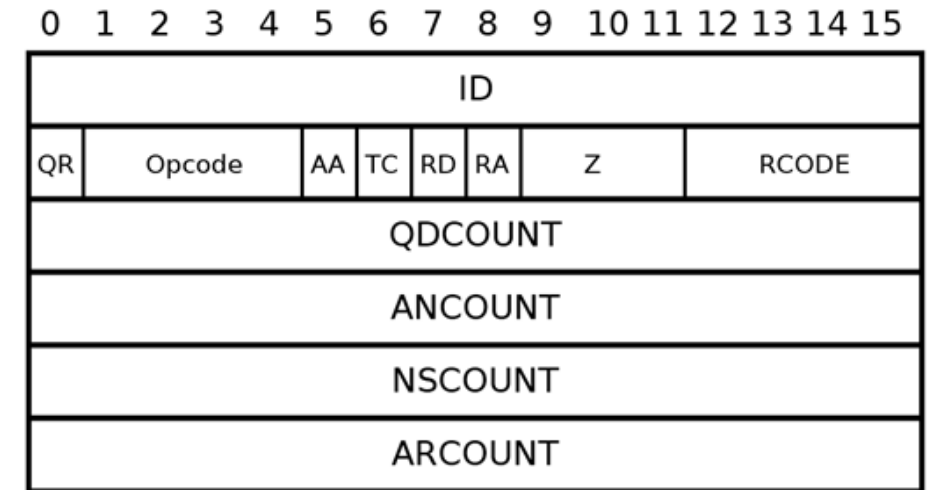 0 1 2 3 4 5 6 7 8 9 10 11 12 13 14 15
ID
QR Opcode AA TC RD RA Z RCODE
QDCOUNT
ANCOUNT
NSCOUNT
ARCOUNT